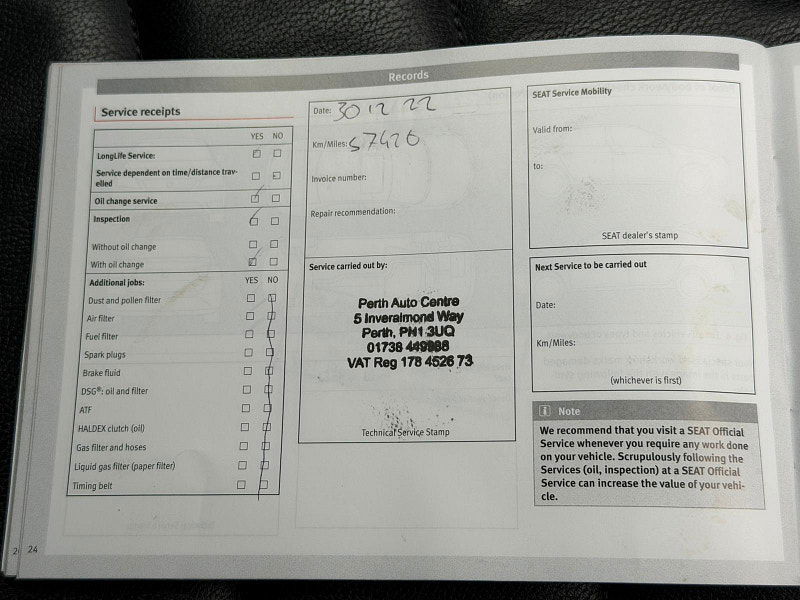 Records
Service receipts
YES NO
LongLife Service:
Service dependent on time/distance trav-
elled
Oil change service
Inspection
Without oil change
With oil change
Additional jobs: YES NO
Dust and pollen filter
Air filter
Fuel filter
Spark plugs
Brake fluid
DSG®: oil and filter
ATF
HALDEX clutch (oil)
Gas filter and hoses
Liquid gas filter (paper filter)
Timing belt
Date: 30 12 22
Km/Miles: 57426
Invoice number:
Repair recommendation:
Service carried out by:
Perth Auto Centre
5 Inveralmond Way
Perth, PH1 3UQ
01738 449988
VAT Reg 178 4526 73
Technical Service Stamp
SEAT Service Mobility
Valid from:
to:
SEAT dealer's stamp
Next Service to be carried out
Date:
Km/Miles:
(whichever is first)
i Note
We recommend that you visit a SEAT Official
Service whenever you require any work done
on your vehicle. Scrupulously following the
Services (oil, inspection) at a SEAT Official
Service can increase the value of your vehi-
cle.
24